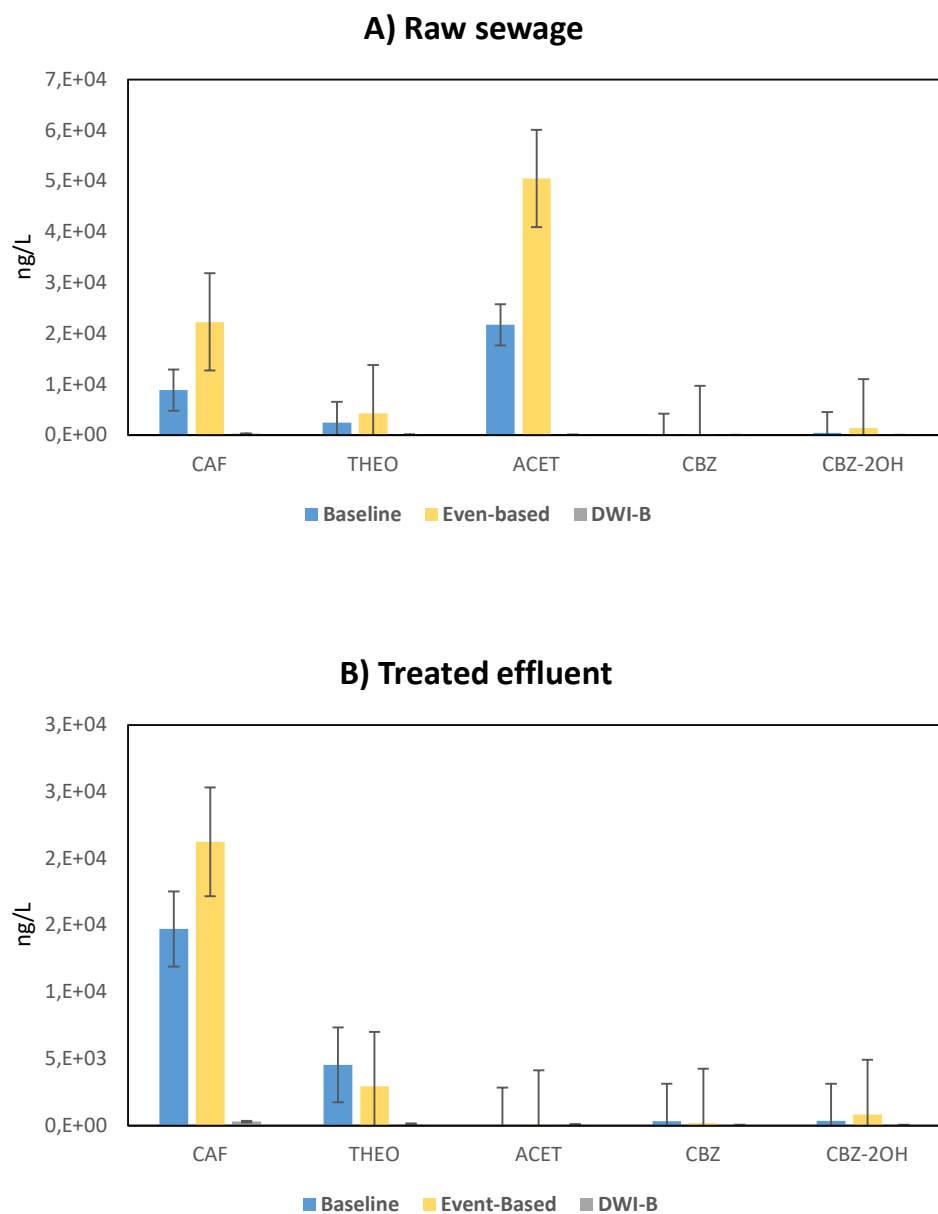 A) Raw sewage
7,E+04
6,E+04
5,E+04
4,E+04
3,E+04
2,E+04
1,E+04
0,E+00
ng/L
CAF THEO ACET CBZ CBZ-2OH
Baseline Even-based DWI-B
B) Treated effluent
3,E+04
3,E+04
2,E+04
2,E+04
1,E+04
5,E+03
0,E+00
ng/L
CAF THEO ACET CBZ CBZ-2OH
Baseline Event-Based DWI-B